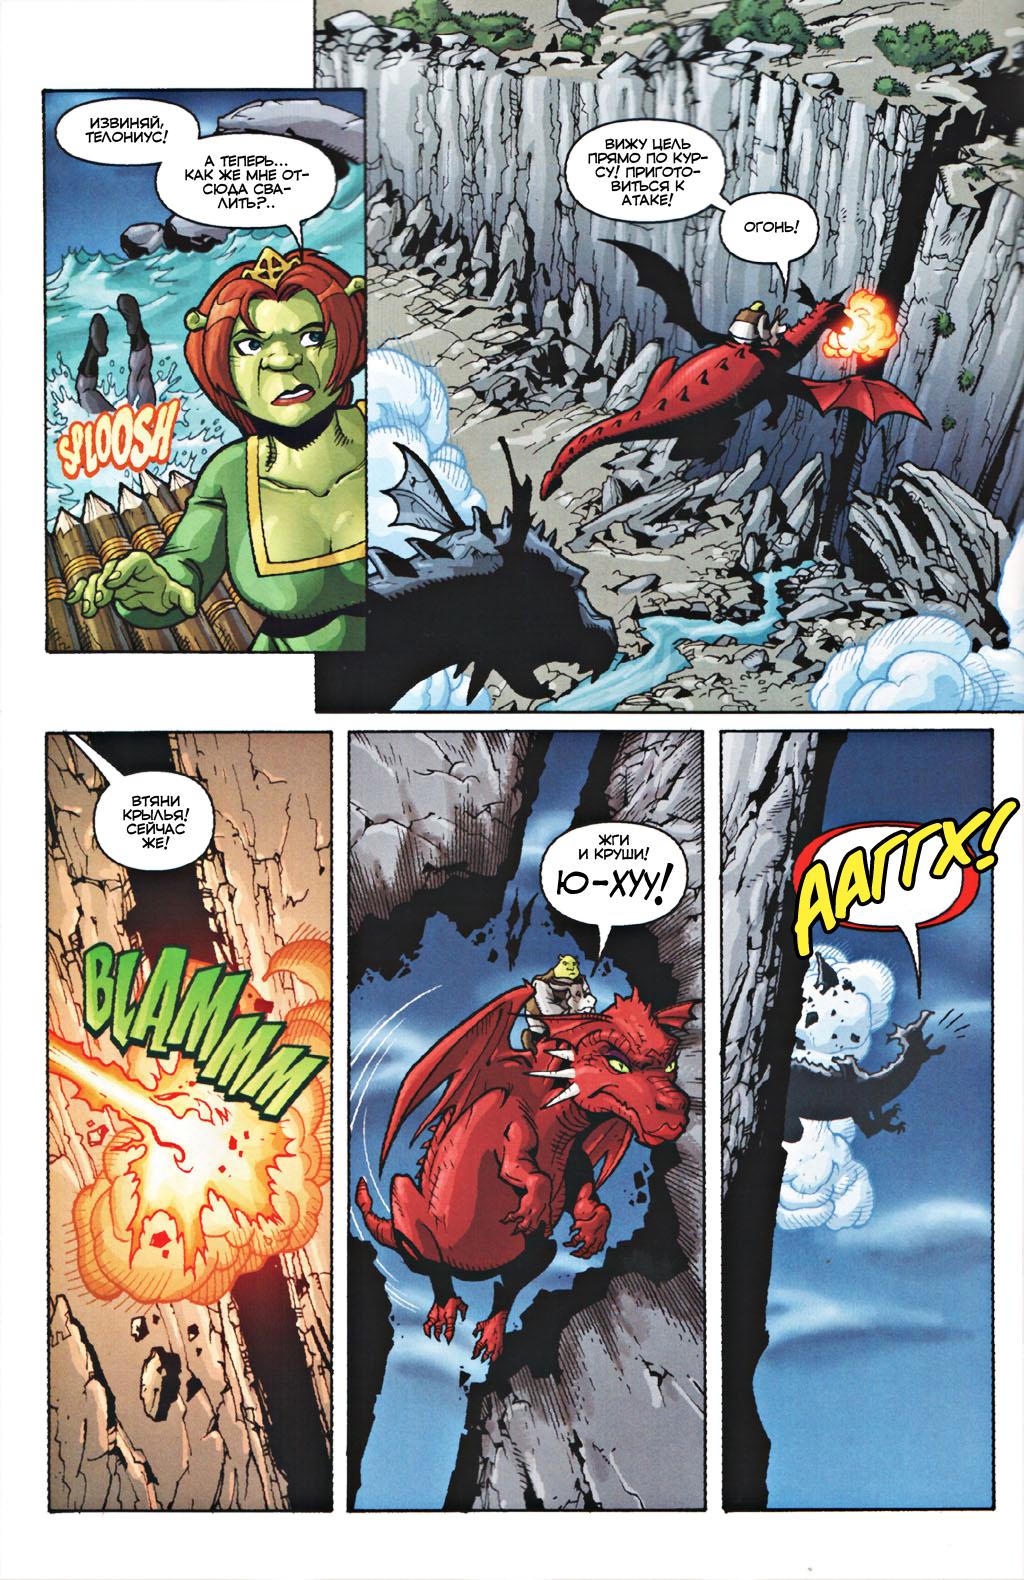 ИЗВИНЯЙ,
ТЕЛОНИУС!
А ТЕПЕРЬ...
КАК ЖЕ МНЕ ОТ-
СЮДА СВА-
ЛИТЬ?..
SPLOOSH
ВИЖУ ЦЕЛЬ
ПРЯМО ПО КУР-
СУ! ПРИГОТО-
ВИТЬСЯ К
АТАКЕ!
ОГОНЬ!
ВТЯНИ
КРЫЛЬЯ!
СЕЙЧАС
ЖЕ!
BLAMMM
ЖГИ
И КРУШИ!
Ю-ХУУ!
ААГГХ!